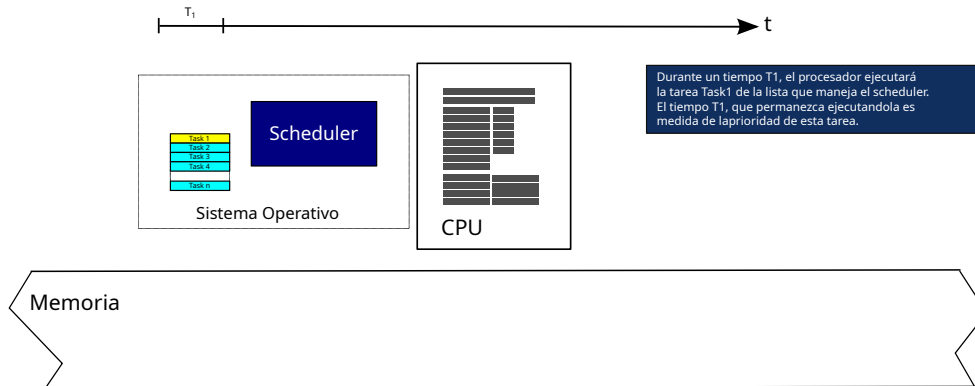 T1
t
Durante un tiempo T1, el procesador ejecutará
la tarea Task1 de la lista que maneja el scheduler.
El tiempo T1, que permanezca ejecutandola es
medida de laprioridad de esta tarea.
Scheduler
Task 1
Task 2
Task 3
Task 4
Task n
Sistema Operativo
CPU
Memoria